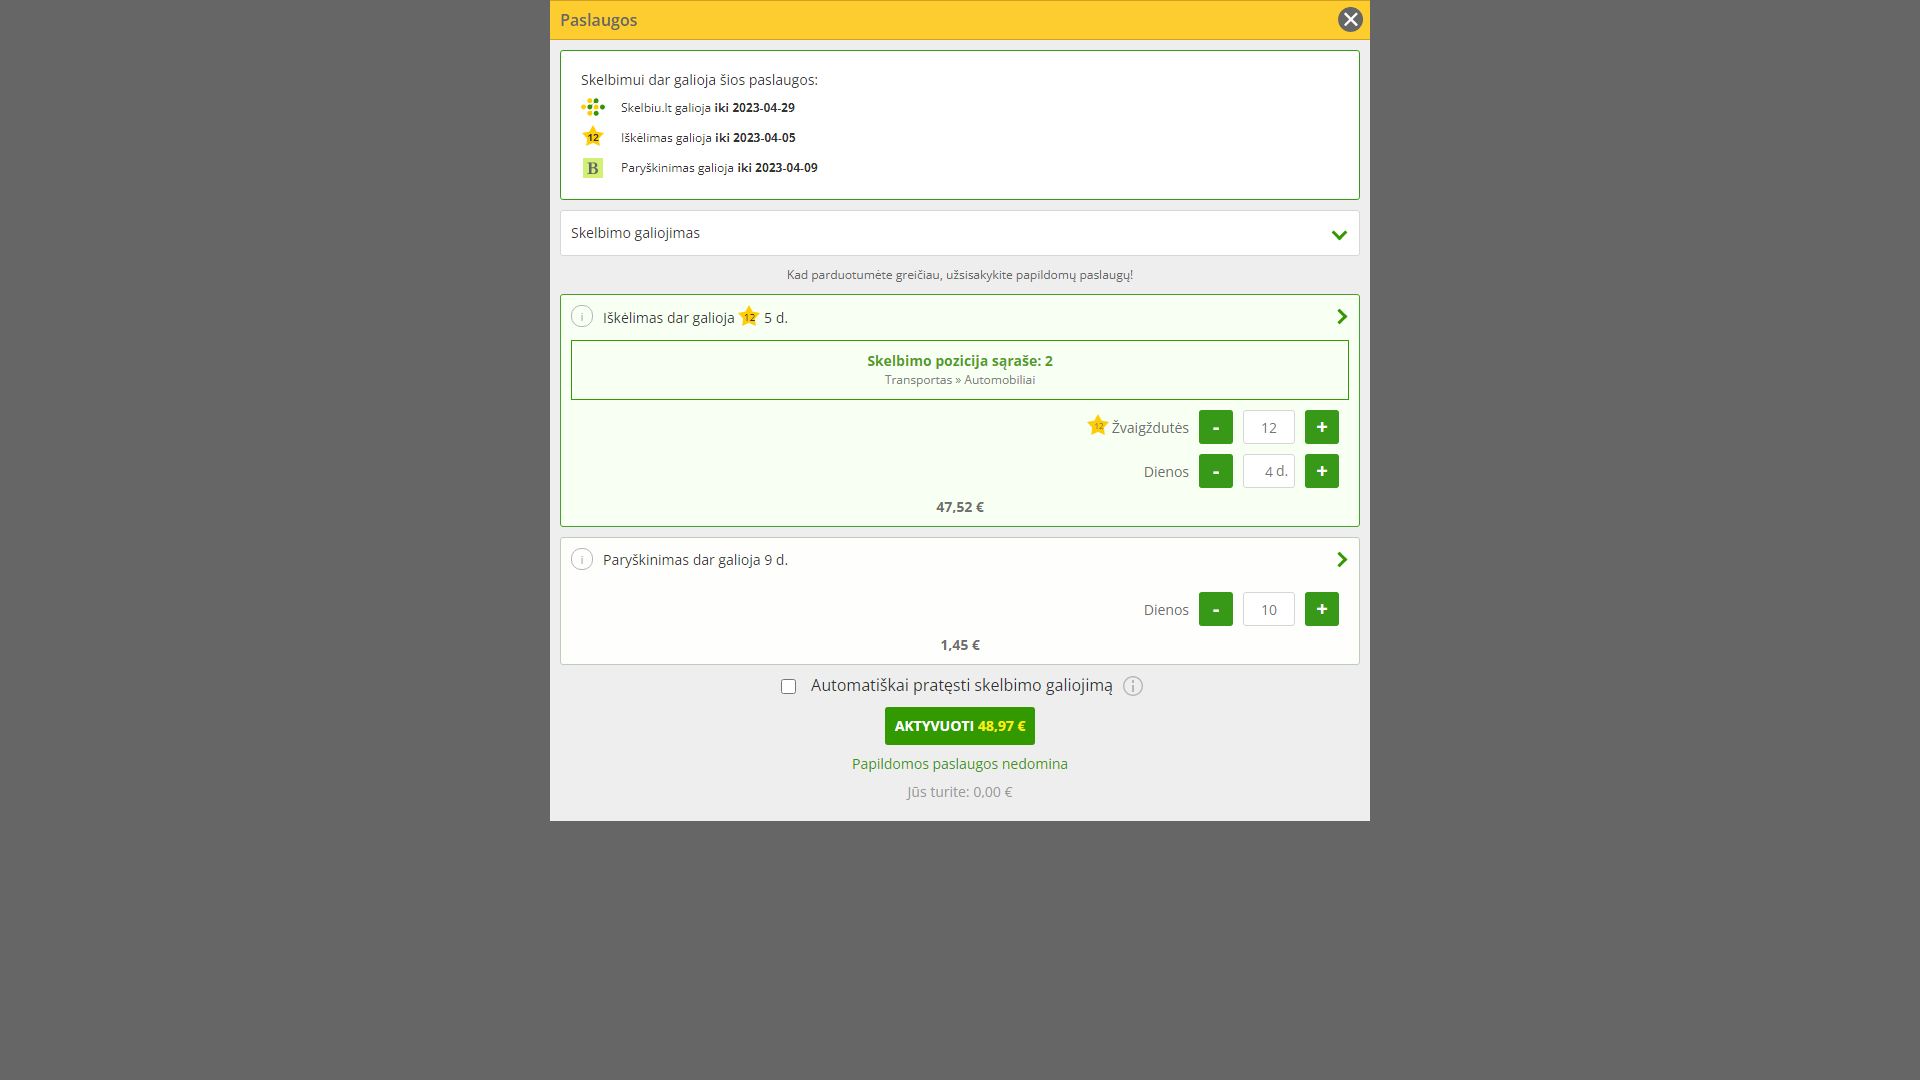 Paslaugos
Skelbimui dar galioja šios paslaugos:
Skelbiu.lt galioja iki 2023-04-29
12 Iškėlimas galioja iki 2023-04-05
B Paryškinimas galioja iki 2023-04-09
Skelbimo galiojimas
Kad parduotumėte greičiau, užsisakykite papildomų paslaugų!
i Iškėlimas dar galioja 12 5 d.
Skelbimo pozicija sąraše: 2
Transportas » Automobiliai
12 Žvaigždutės - 12 +
Dienos - 4 d. +
47,52 €
i Paryškinimas dar galioja 9 d.
Dienos - 10 +
1,45 €
Automatiškai pratęsti skelbimo galiojimą i
AKTYVUOTI 48,97 €
Papildomos paslaugos nedomina
Jūs turite: 0,00 €